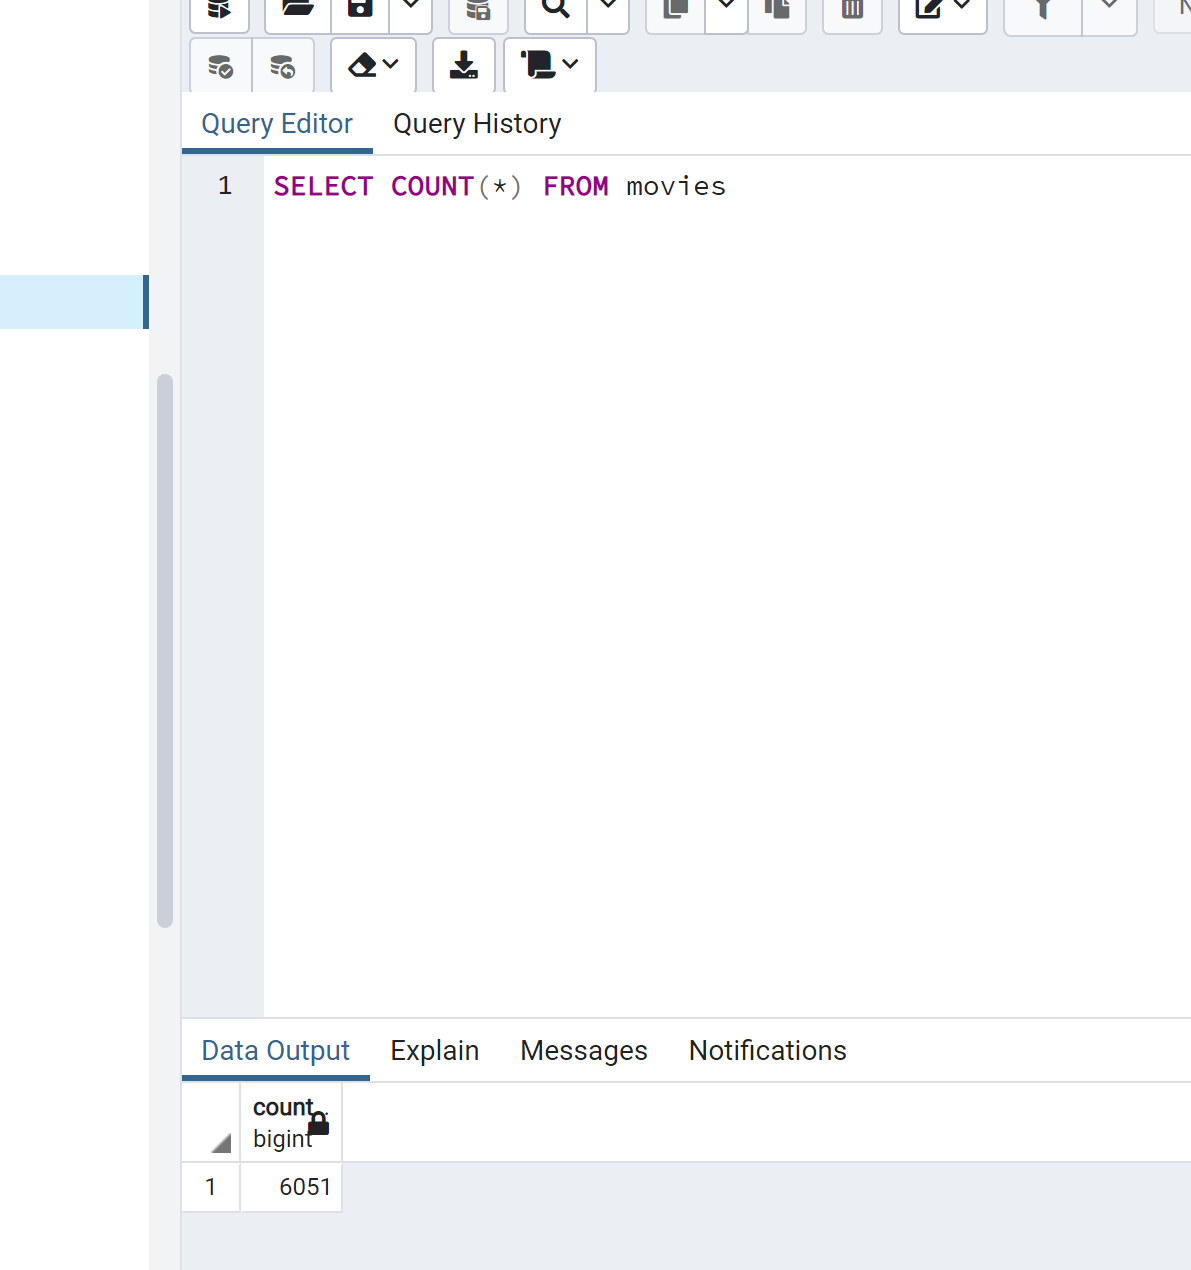 Query Editor Query History
1 SELECT COUNT(*) FROM movies
Data Output Explain Messages Notifications
count
bigint
1 6051